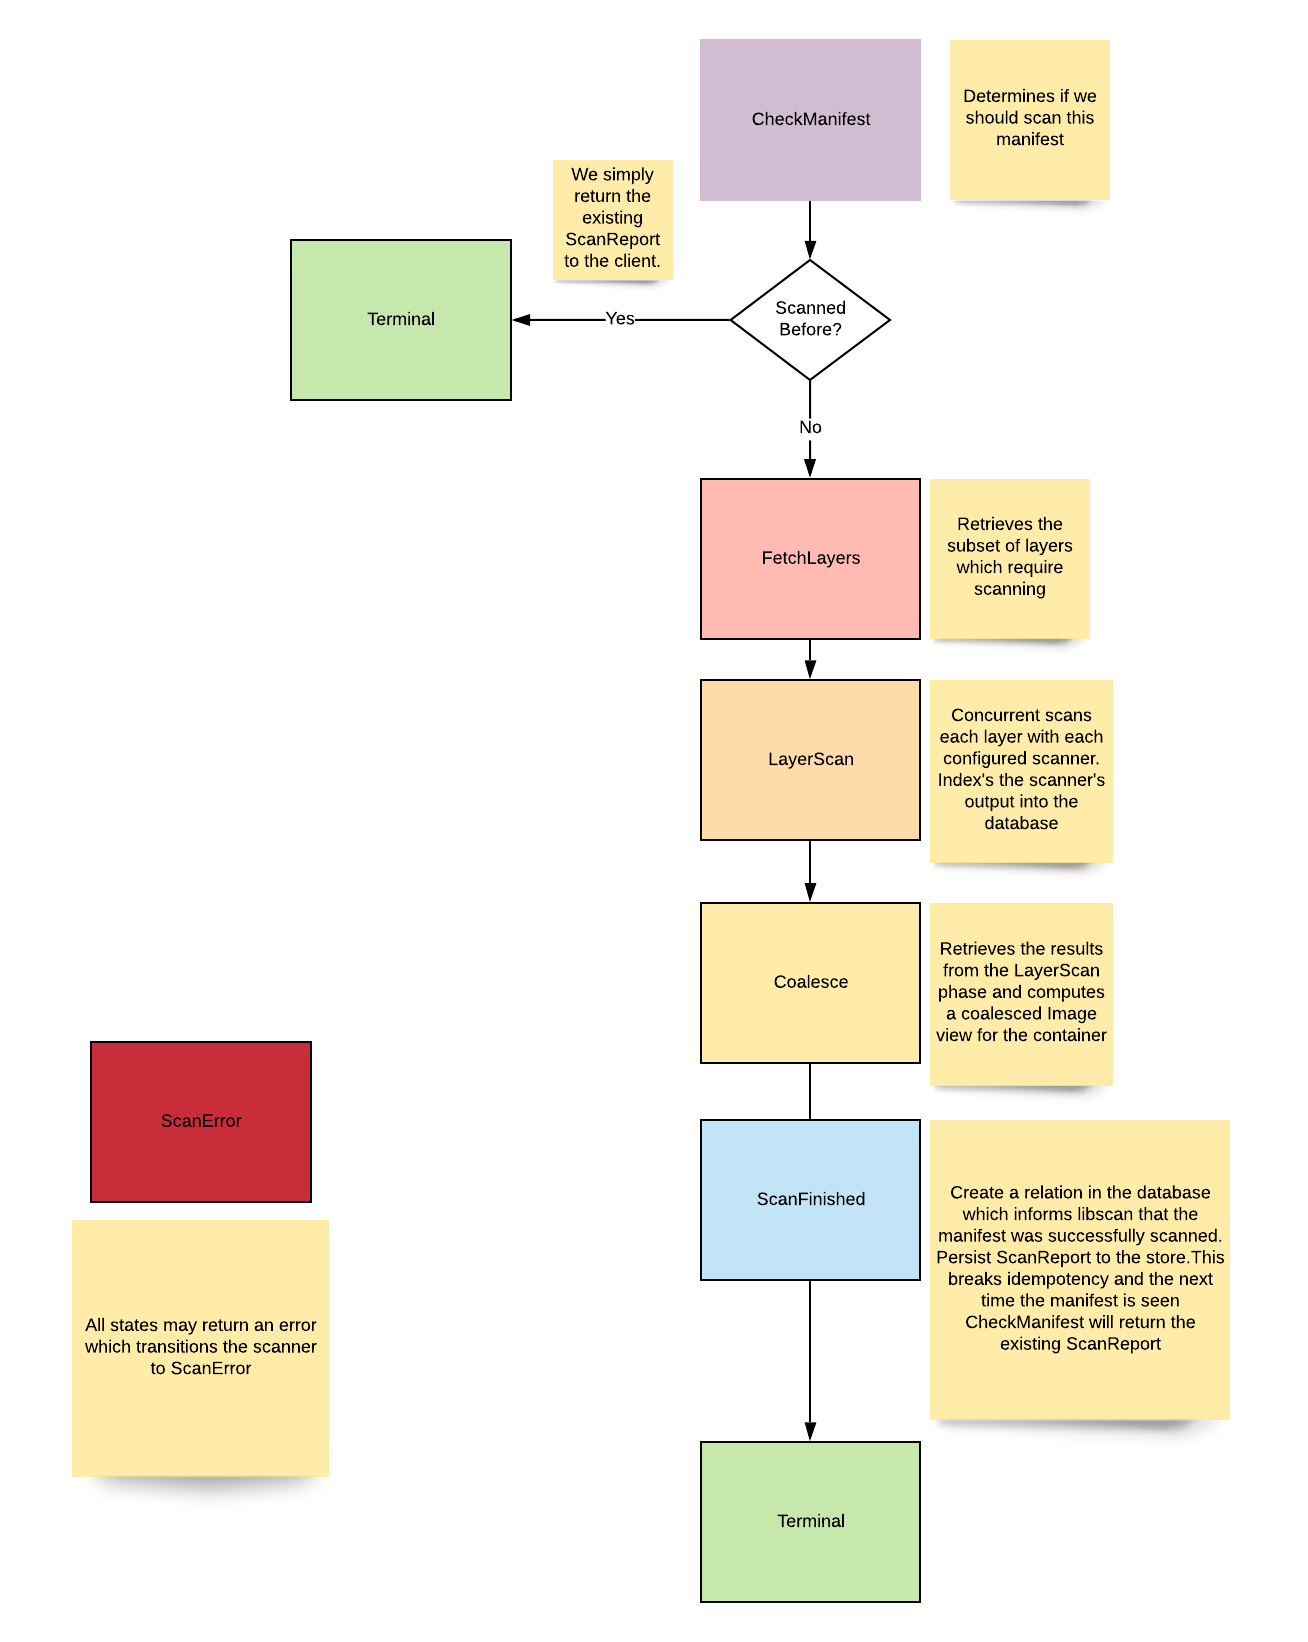 CheckManifest
Determines if we
should scan this
manifest
We simply
return the
existing
ScanReport
to the client.
Terminal
Yes
Scanned
Before?
No
FetchLayers
Retrieves the
subset of layers
which require
scanning
LayerScan
Concurrent scans
each layer with each
configured scanner.
Index's the scanner's
output into the
database
Coalesce
Retrieves the results
from the LayerScan
phase and computes
a coalesced Image
view for the container
ScanError
All states may return an error
which transitions the scanner
to ScanError
ScanFinished
Create a relation in the database
which informs libscan that the
manifest was successfully scanned.
Persist ScanReport to the store.This
breaks idempotency and the next
time the manifest is seen
CheckManifest will return the
existing ScanReport
Terminal